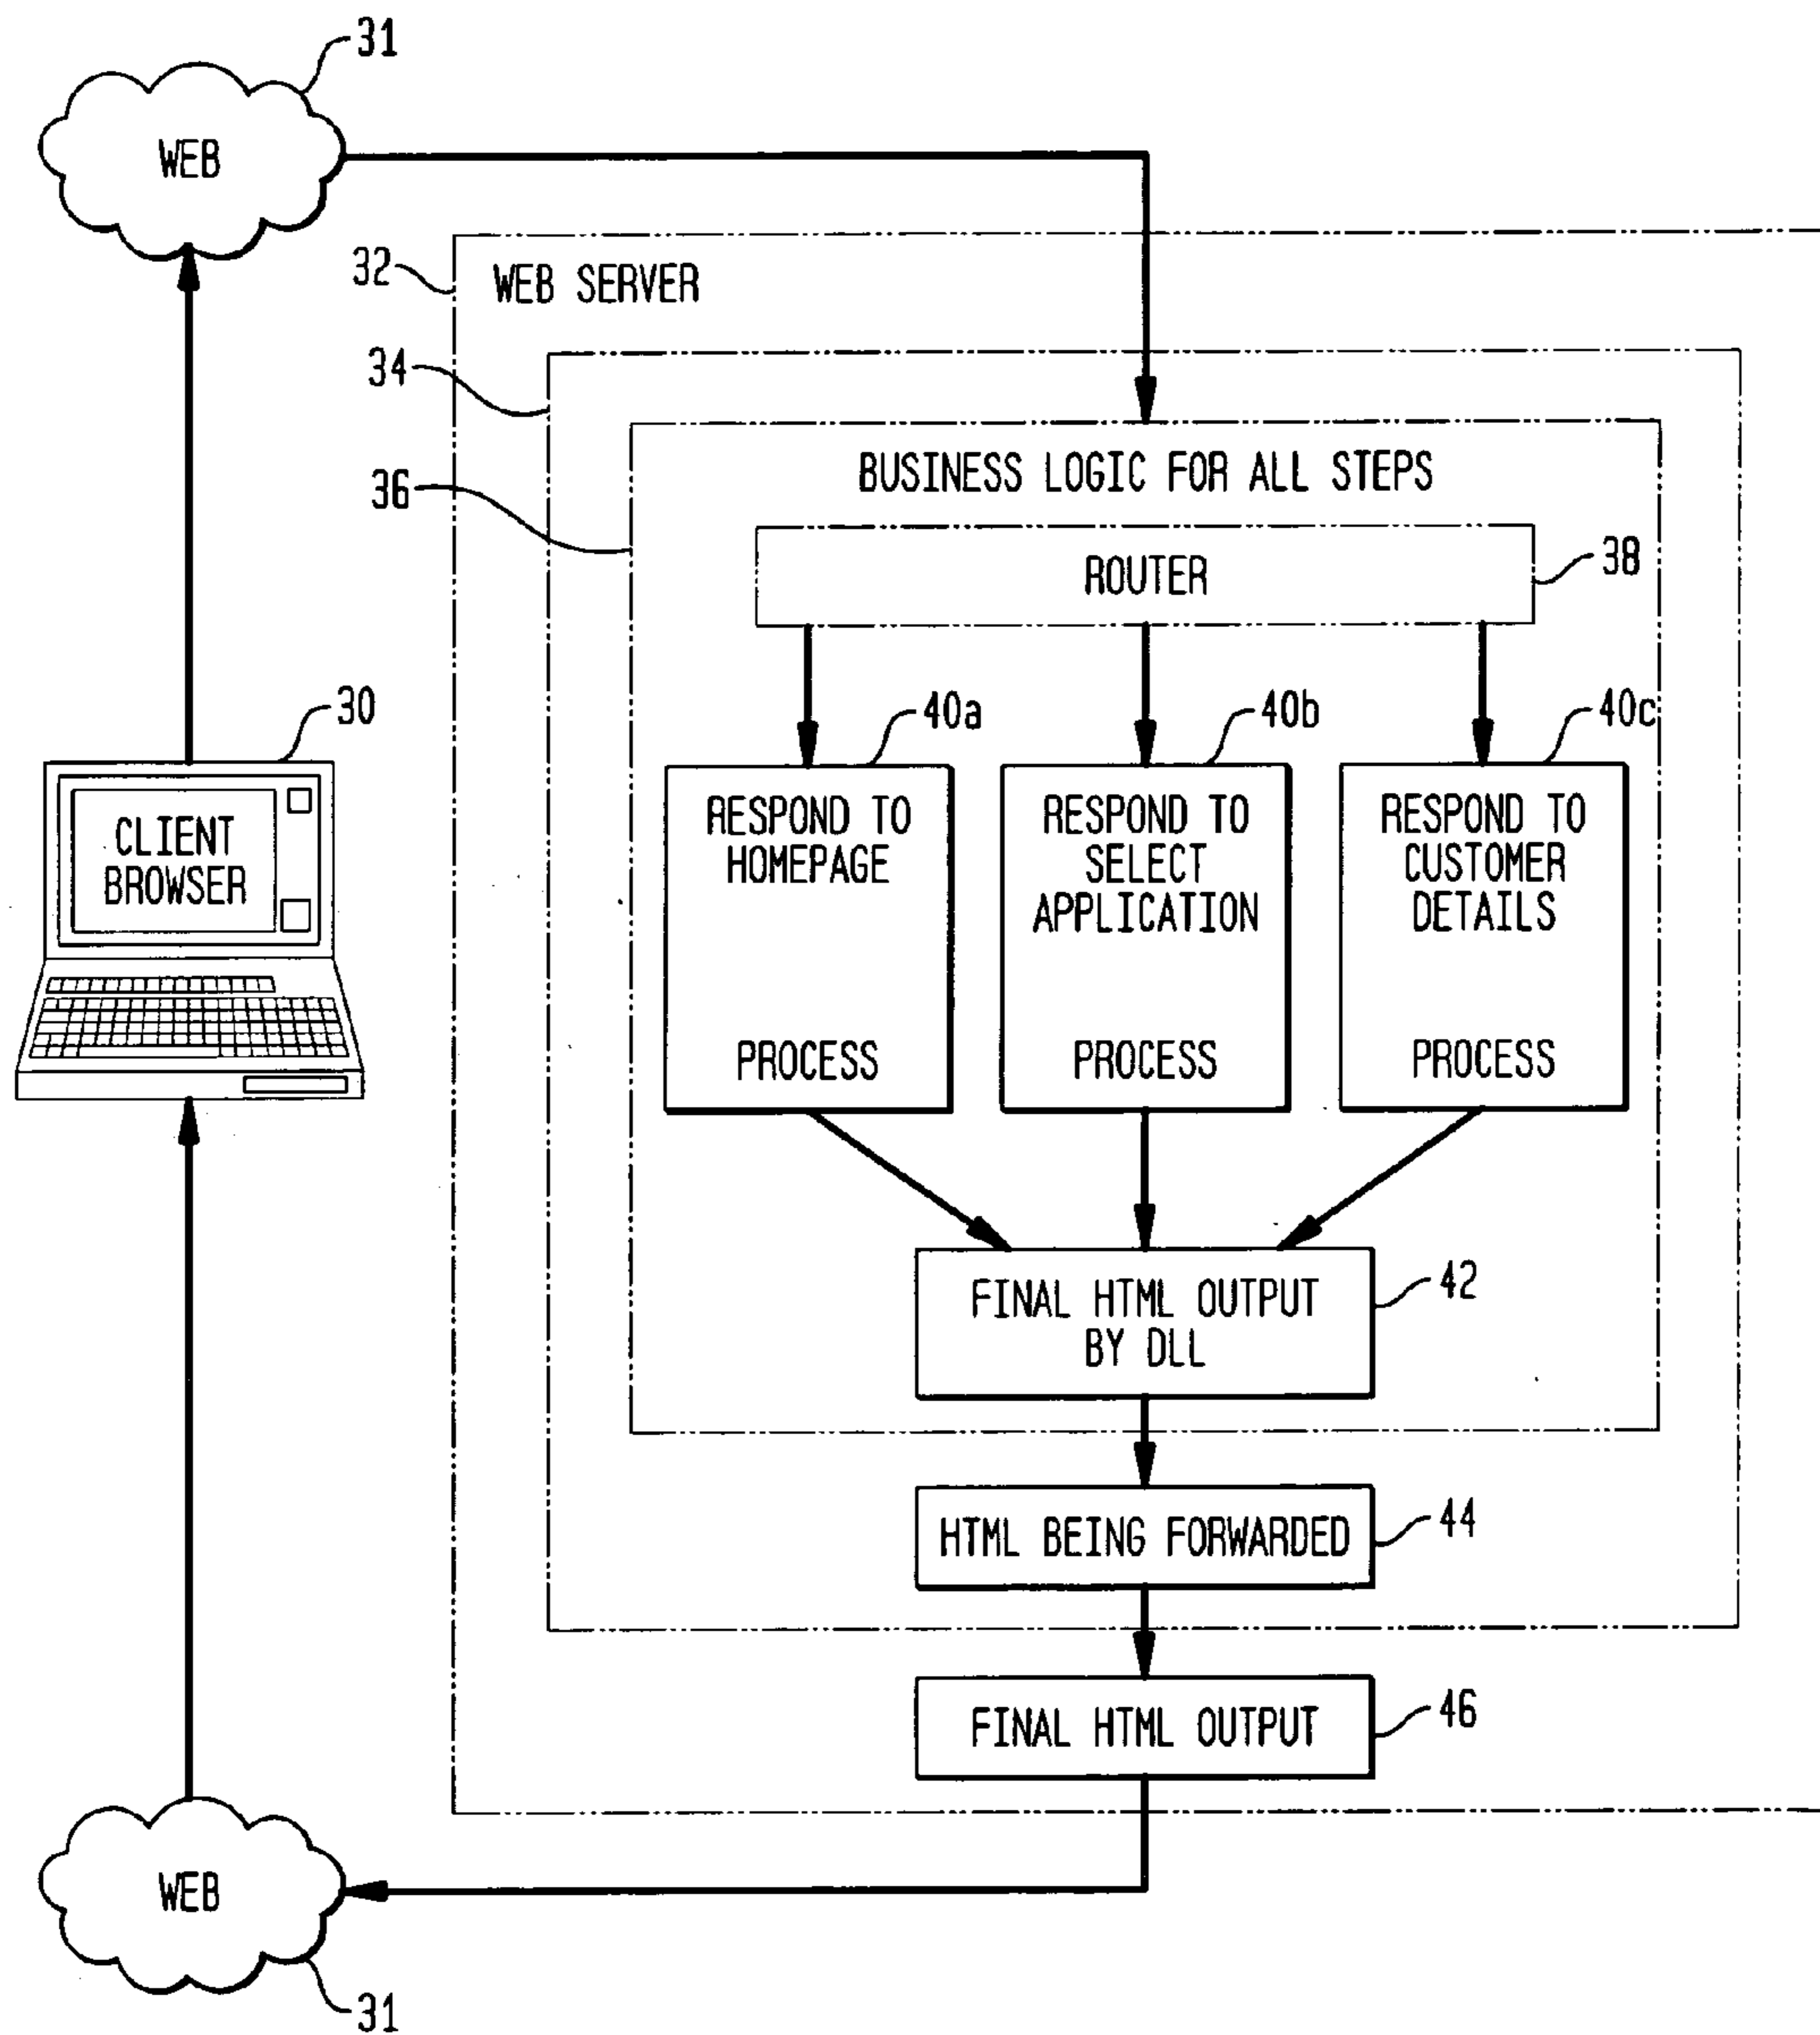 31
WEB
32
WEB SERVER
34
36
BUSINESS LOGIC FOR ALL STEPS
ROUTER
38
30
40a
40b
40c
CLIENT
BROWSER
RESPOND TO
HOMEPAGE
PROCESS
RESPOND TO
SELECT
APPLICATION
PROCESS
RESPOND TO
CUSTOMER
DETAILS
PROCESS
FINAL HTML OUTPUT
BY DLL
42
HTML BEING FORWARDED
44
FINAL HTML OUTPUT
46
WEB
31